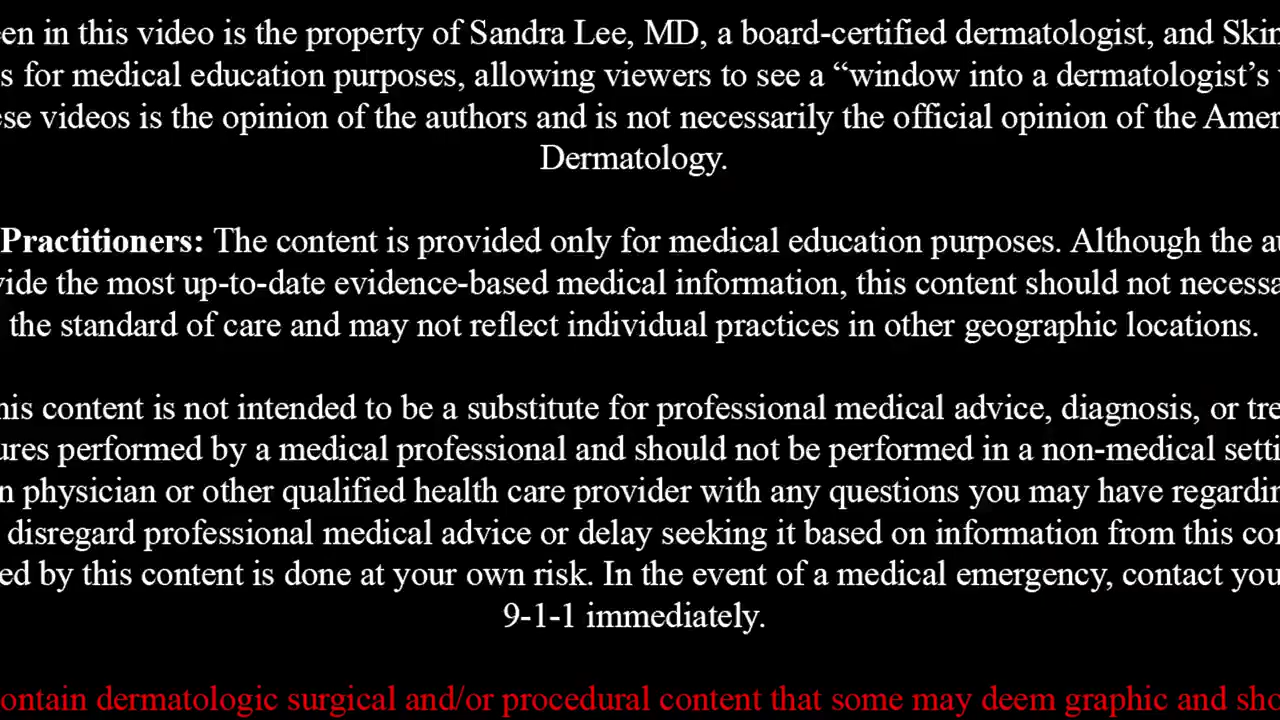 een in this video is the property of Sandra Lee, MD, a board-certified dermatologist, and Skin
s for medical education purposes, allowing viewers to see a “window into a dermatologist’s
ese videos is the opinion of the authors and is not necessarily the official opinion of the Amer
Dermatology.
Practitioners: The content is provided only for medical education purposes. Although the au
vide the most up-to-date evidence-based medical information, this content should not necessa
the standard of care and may not reflect individual practices in other geographic locations.
his content is not intended to be a substitute for professional medical advice, diagnosis, or tre
ures performed by a medical professional and should not be performed in a non-medical setti
n physician or other qualified health care provider with any questions you may have regardin
disregard professional medical advice or delay seeking it based on information from this con
ed by this content is done at your own risk. In the event of a medical emergency, contact you
9-1-1 immediately.
ontain dermatologic surgical and/or procedural content that some may deem graphic and sho